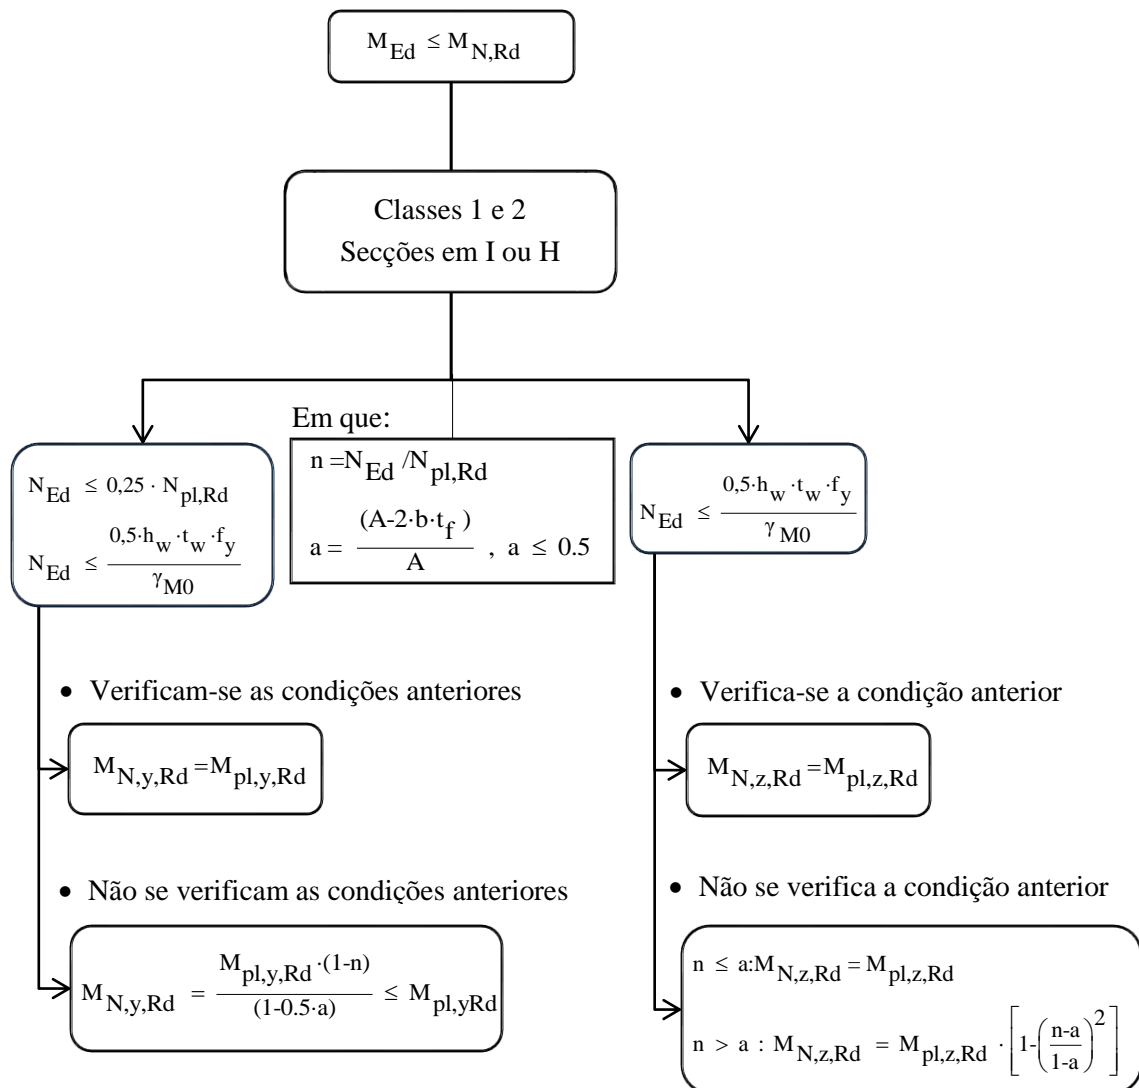 M_Ed ≤ M_N,Rd
Classes 1 e 2
Secções em I ou H
N_Ed ≤ 0,25 · N_pl,Rd
N_Ed ≤ (0,5·h_w·t_w·f_y)/γ_M0
Em que:
n =N_Ed /N_pl,Rd
a = (A-2·b·t_f )/A , a ≤ 0.5
N_Ed ≤ (0,5·h_w·t_w·f_y)/γ_M0
• Verificam-se as condições anteriores
M_N,y,Rd =M_pl,y,Rd
• Não se verificam as condições anteriores
M_N,y,Rd = (M_pl,y,Rd ·(1-n))/(1-0.5·a) ≤ M_pl,yRd
• Verifica-se a condição anterior
M_N,z,Rd =M_pl,z,Rd
• Não se verifica a condição anterior
n ≤ a:M_N,z,Rd = M_pl,z,Rd
n > a : M_N,z,Rd = M_pl,z,Rd · [1-((n-a)/(1-a))^2]